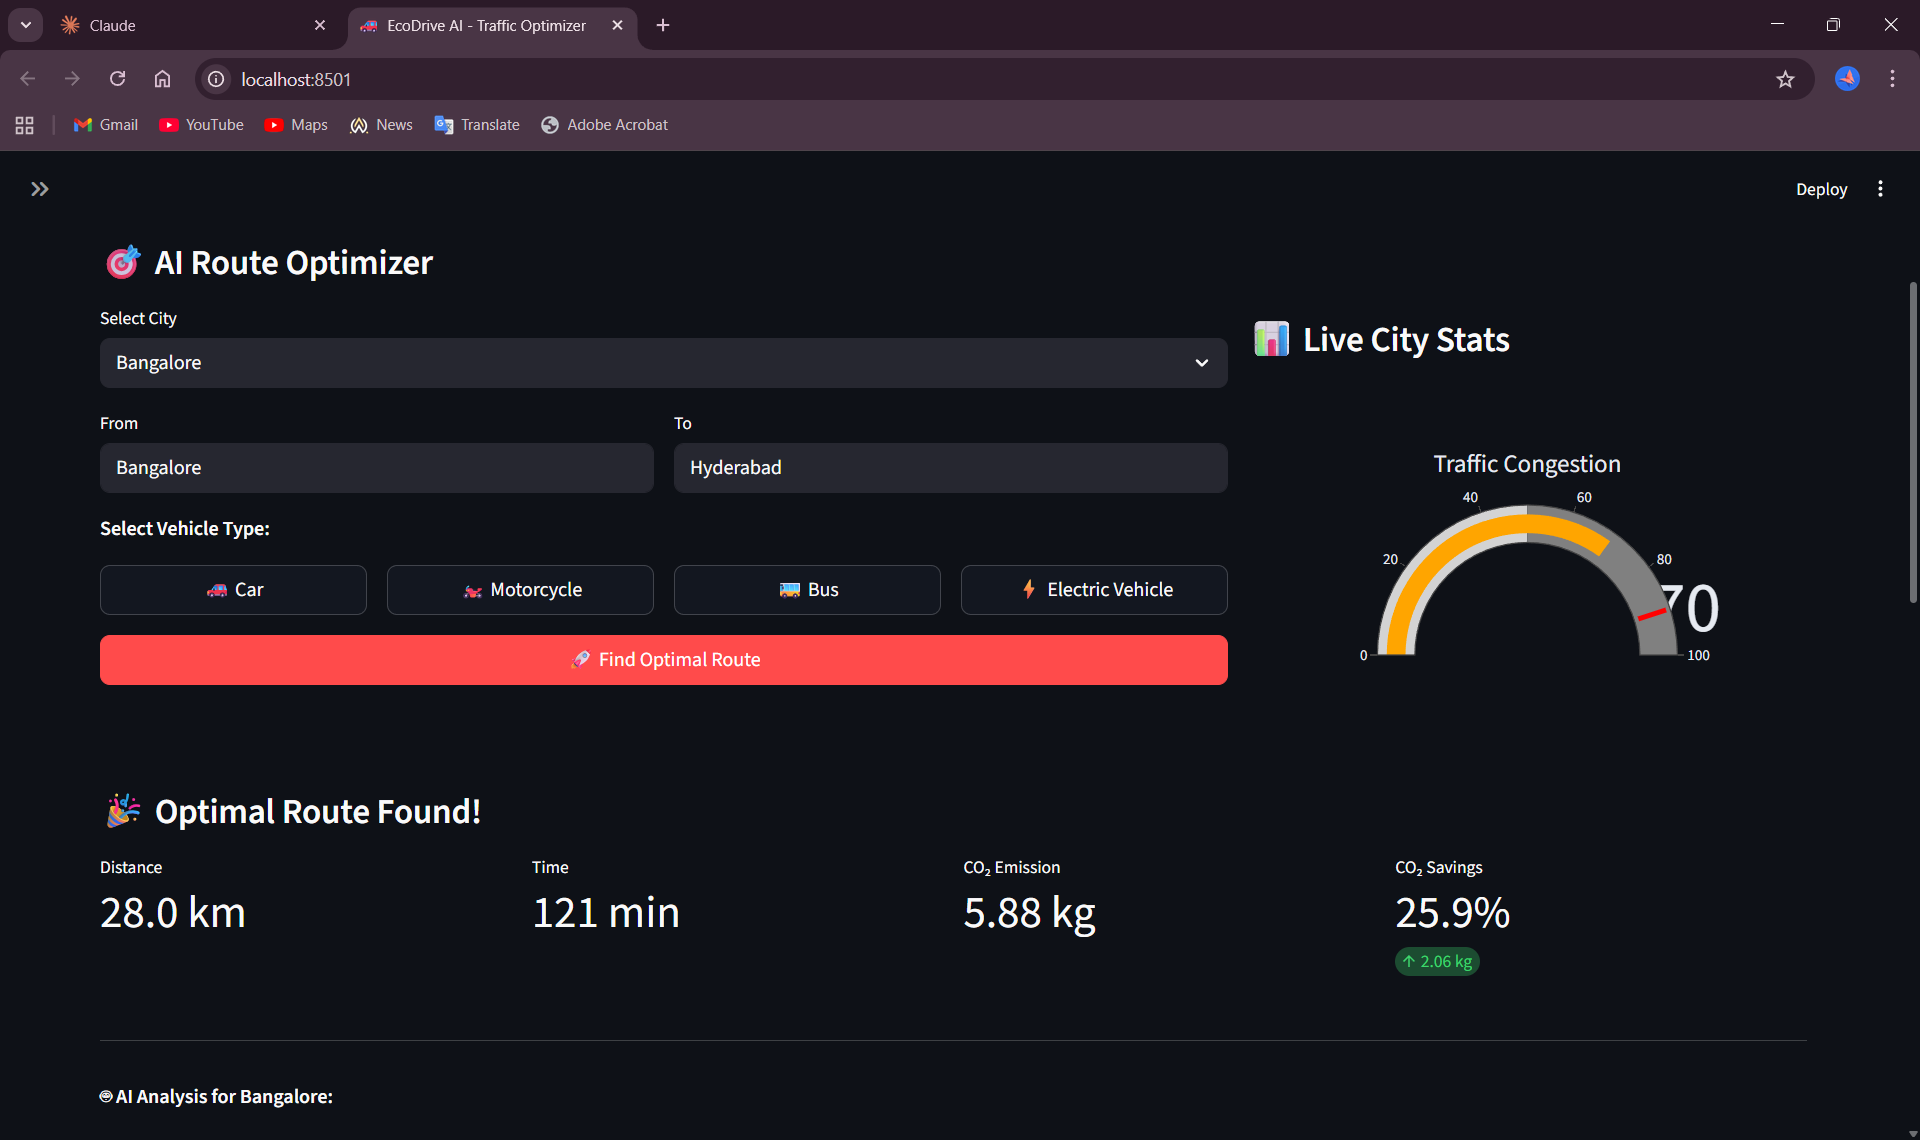 Claude
EcoDrive AI - Traffic Optimizer
localhost:8501
Gmail
YouTube
Maps
News
Translate
Adobe Acrobat
Deploy
AI Route Optimizer
Select City
Bangalore
From
To
Bangalore
Hyderabad
Select Vehicle Type:
Car
Motorcycle
Bus
Electric Vehicle
Find Optimal Route
Live City Stats
Traffic Congestion
0
20
40
60
80
100
70
Optimal Route Found!
Distance
28.0 km
Time
121 min
CO₂ Emission
5.88 kg
CO₂ Savings
25.9%
↑ 2.06 kg
AI Analysis for Bangalore: